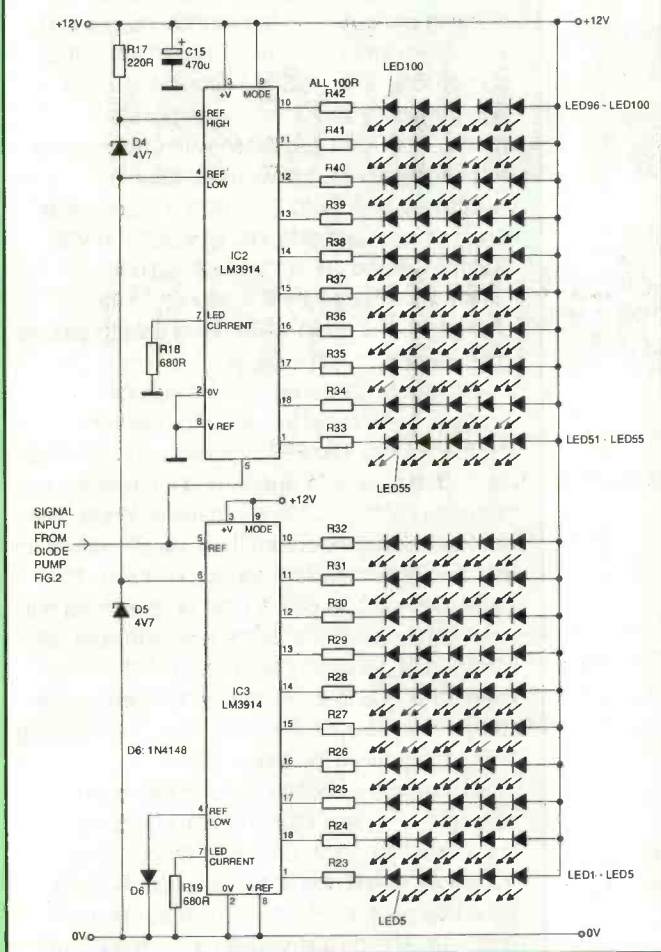 +12V
+12V
R17
220R
+
C15
470u
LED100
3
9
+V
MODE
ALL 100R
R42
10
LED96 ~ LED100
6
REF
HIGH
R41
11
D4
4V7
4
REF
LOW
R40
12
R39
13
R38
14
IC2
LM3914
R37
15
7
LED
CURRENT
R36
16
R18
680R
R35
17
2
0V
R34
18
8
V REF
R33
1
LED51 - LED55
5
LED55
+12V
SIGNAL
INPUT
FROM
DIODE
PUMP
FIG.2
3
9
+V
MODE
R32
5
REF
10
R31
6
11
D5
4V7
R30
12
R29
13
IC3
LM3914
R28
14
R27
15
D6: 1N4148
R26
16
R25
17
4
REF
LOW
R24
18
7
LED
CURRENT
R23
1
LED1 - LED5
D6
R19
680R
0V
V REF
2
8
LED5
0V
0V